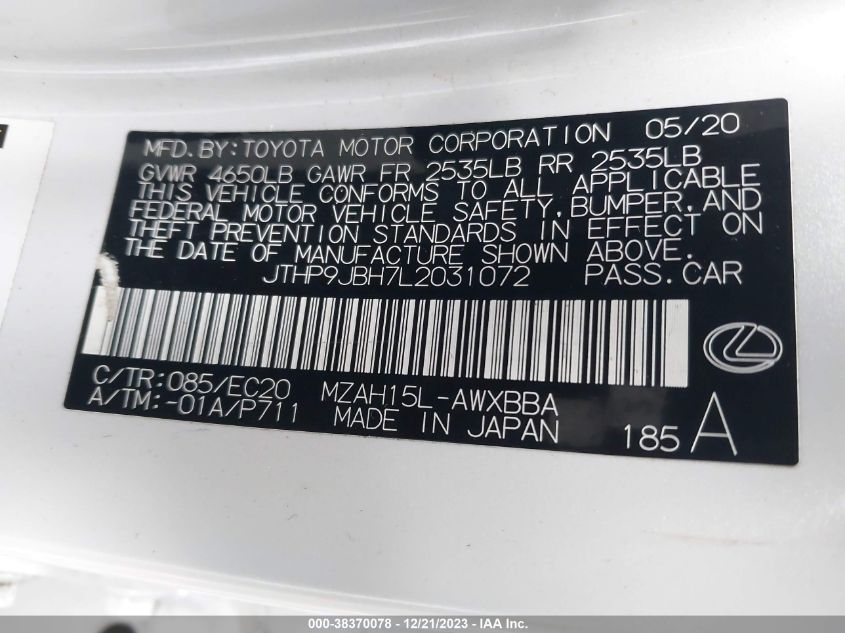 MFD. BY: TOYOTA MOTOR CORPORATION 05/20
GVWR 4650LB GAWR FR 2535LB RR 2535LB
THIS VEHICLE CONFORMS TO ALL APPLICABLE
FEDERAL MOTOR VEHICLE SAFETY, BUMPER, AND
THEFT PREVENTION STANDARDS IN EFFECT ON
THE DATE OF MANUFACTURE SHOWN ABOVE.
JTHP9JBH7L2031072 PASS. CAR
C/TR: 085/EC20 MZAH15L-AWXBBA
A/TM: -01A/P711 MADE IN JAPAN 185 A
000-38370078 - 12/21/2023 - IAA Inc.